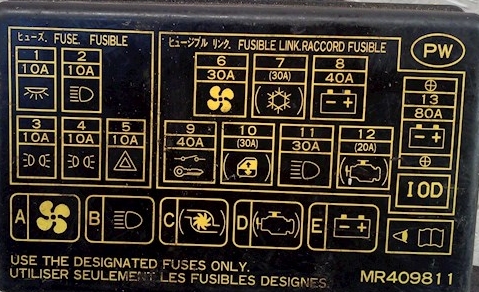 ヒューズ. FUSE. FUSIBLE
ヒュージブル リンク. FUSIBLE LINK.RACCORD FUSIBLE
PW
1
10A
2
10A
6
30A
7
(30A)
8
40A
13
80A
3
10A
4
10A
5
10A
9
40A
10
(30A)
11
30A
12
(20A)
IOD
A
B
C
D
E
USE THE DESIGNATED FUSES ONLY.
UTILISER SEULEMENT LES FUSIBLES DESIGNES.
MR409811